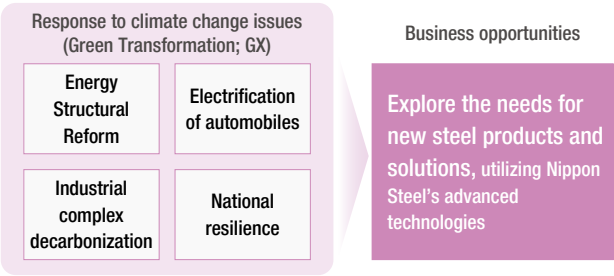 Response to climate change issues
(Green Transformation; GX)
Energy
Structural
Reform
Electrification
of automobiles
Industrial
complex
decarbonization
National
resilience
Business opportunities
Explore the needs for
new steel products and
solutions, utilizing Nippon
Steel's advanced
technologies